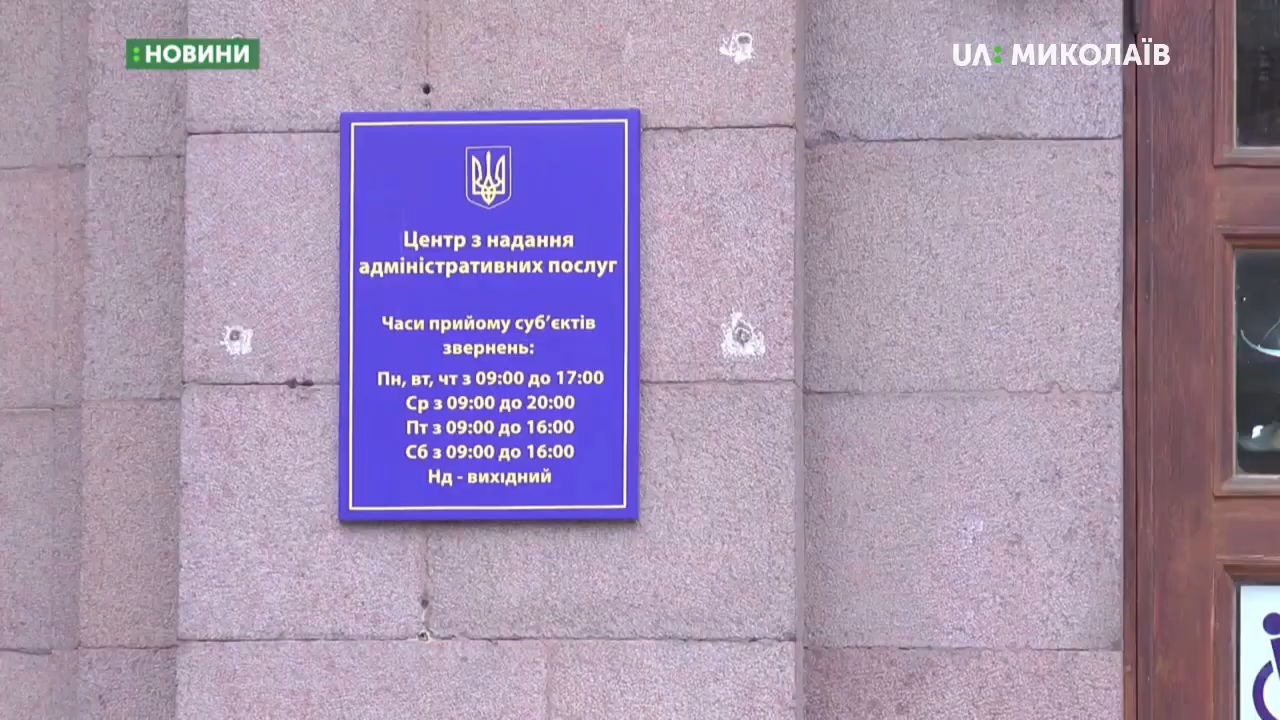 :НОВИНИ
UA: МИКОЛАЇВ
Центр з надання
адміністративних послуг
Часи прийому суб’єктів
звернень:
Пн, вт, чт з 09:00 до 17:00
Ср з 09:00 до 20:00
Пт з 09:00 до 16:00
Сб з 09:00 до 16:00
Нд - вихідний